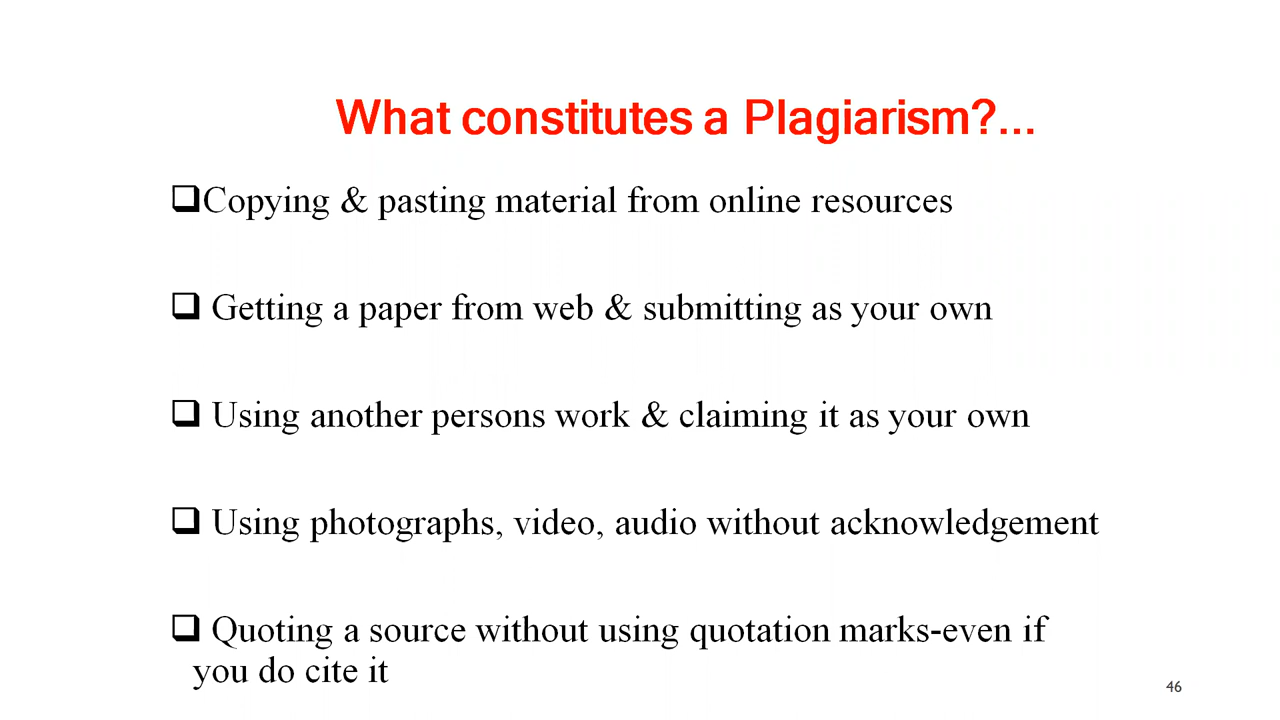 What constitutes a Plagiarism?...
❑Copying & pasting material from online resources
❑ Getting a paper from web & submitting as your own
❑ Using another persons work & claiming it as your own
❑ Using photographs, video, audio without acknowledgement
❑ Quoting a source without using quotation marks-even if
you do cite it
46